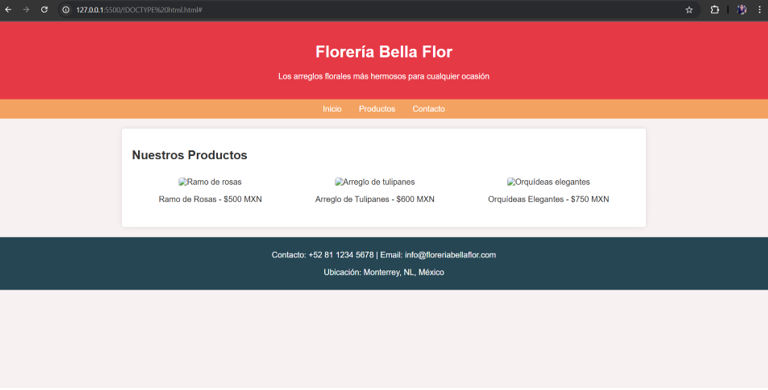 127.0.0.1:5500/!DOCTYPE%20html.html#
Florería Bella Flor
Los arreglos florales más hermosos para cualquier ocasión
Inicio Productos Contacto
Nuestros Productos
Ramo de rosas Arreglo de tulipanes Orquídeas elegantes
Ramo de Rosas - $500 MXN Arreglo de Tulipanes - $600 MXN Orquídeas Elegantes - $750 MXN
Contacto: +52 81 1234 5678 | Email: info@floreriabellaflor.com
Ubicación: Monterrey, NL, México